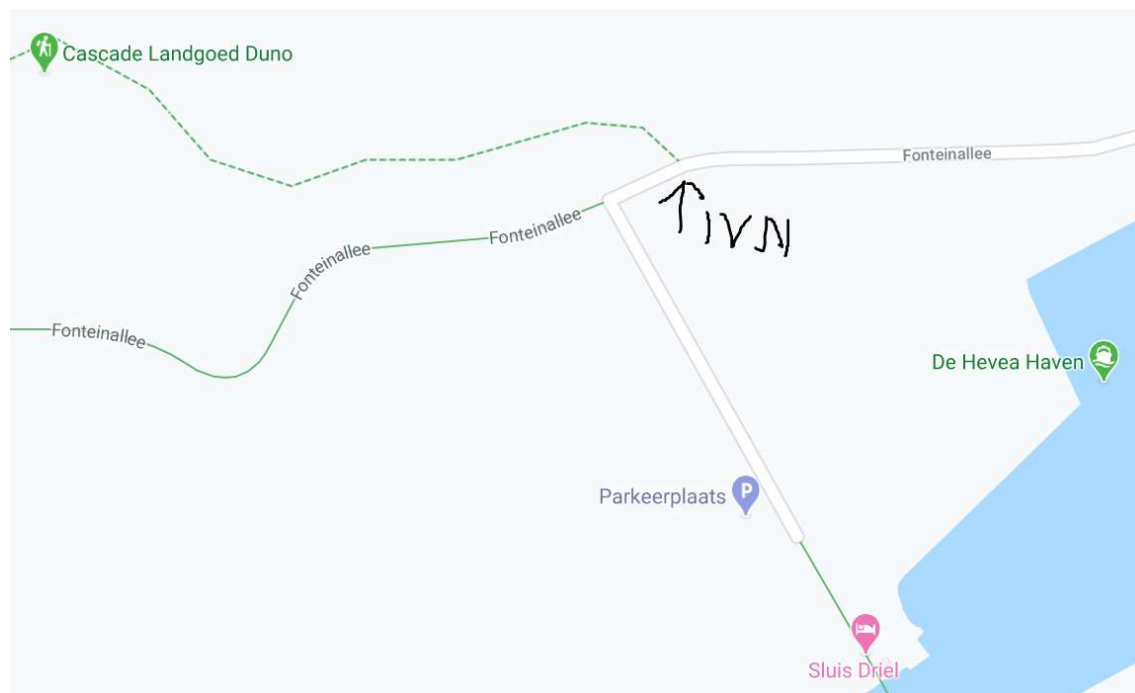 Cascade Landgoed Duno
Fonteinallee
IVN
Fonteinallee
Fonteinallee
Fonteinallee
De Hevea Haven
Parkeerplaats
P
Sluis Driel